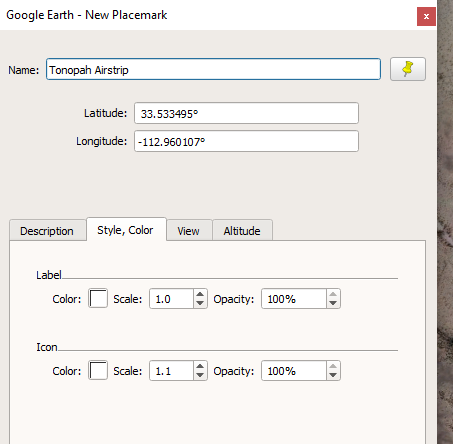 Google Earth - New Placemark
Name: Tonopah Airstrip
Latitude: 33.533495°
Longitude: -112.960107°
Description Style, Color View Altitude
Label
Color: Scale: 1.0 Opacity: 100%
Icon
Color: Scale: 1.1 Opacity: 100%